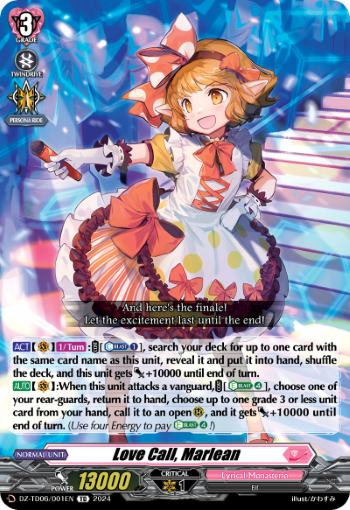 3
GRADE
TWINDRIVE
PERSONA RIDE
And here's the finale!
Let the excitement last until the end!
ACT 1/Turn : [BLAST 1], search your deck for up to one card with
the same card name as this unit, reveal it and put it into hand, shuffle
the deck, and this unit gets +10000 until end of turn.
AUTO :When this unit attacks a vanguard, [BLAST 4], choose one of
your rear-guards, return it to hand, choose up to one grade 3 or less unit
card from your hand, call it to an open , and it gets +10000 until
end of turn. (Use four Energy to pay BLAST 4 !)
NORMAL UNIT
Love Call, Marlean
POWER 13000
CRITICAL
1
Lyrical Monasterio
Elf
DZ-TD06/001EN TD 2024
illust/かわすみ